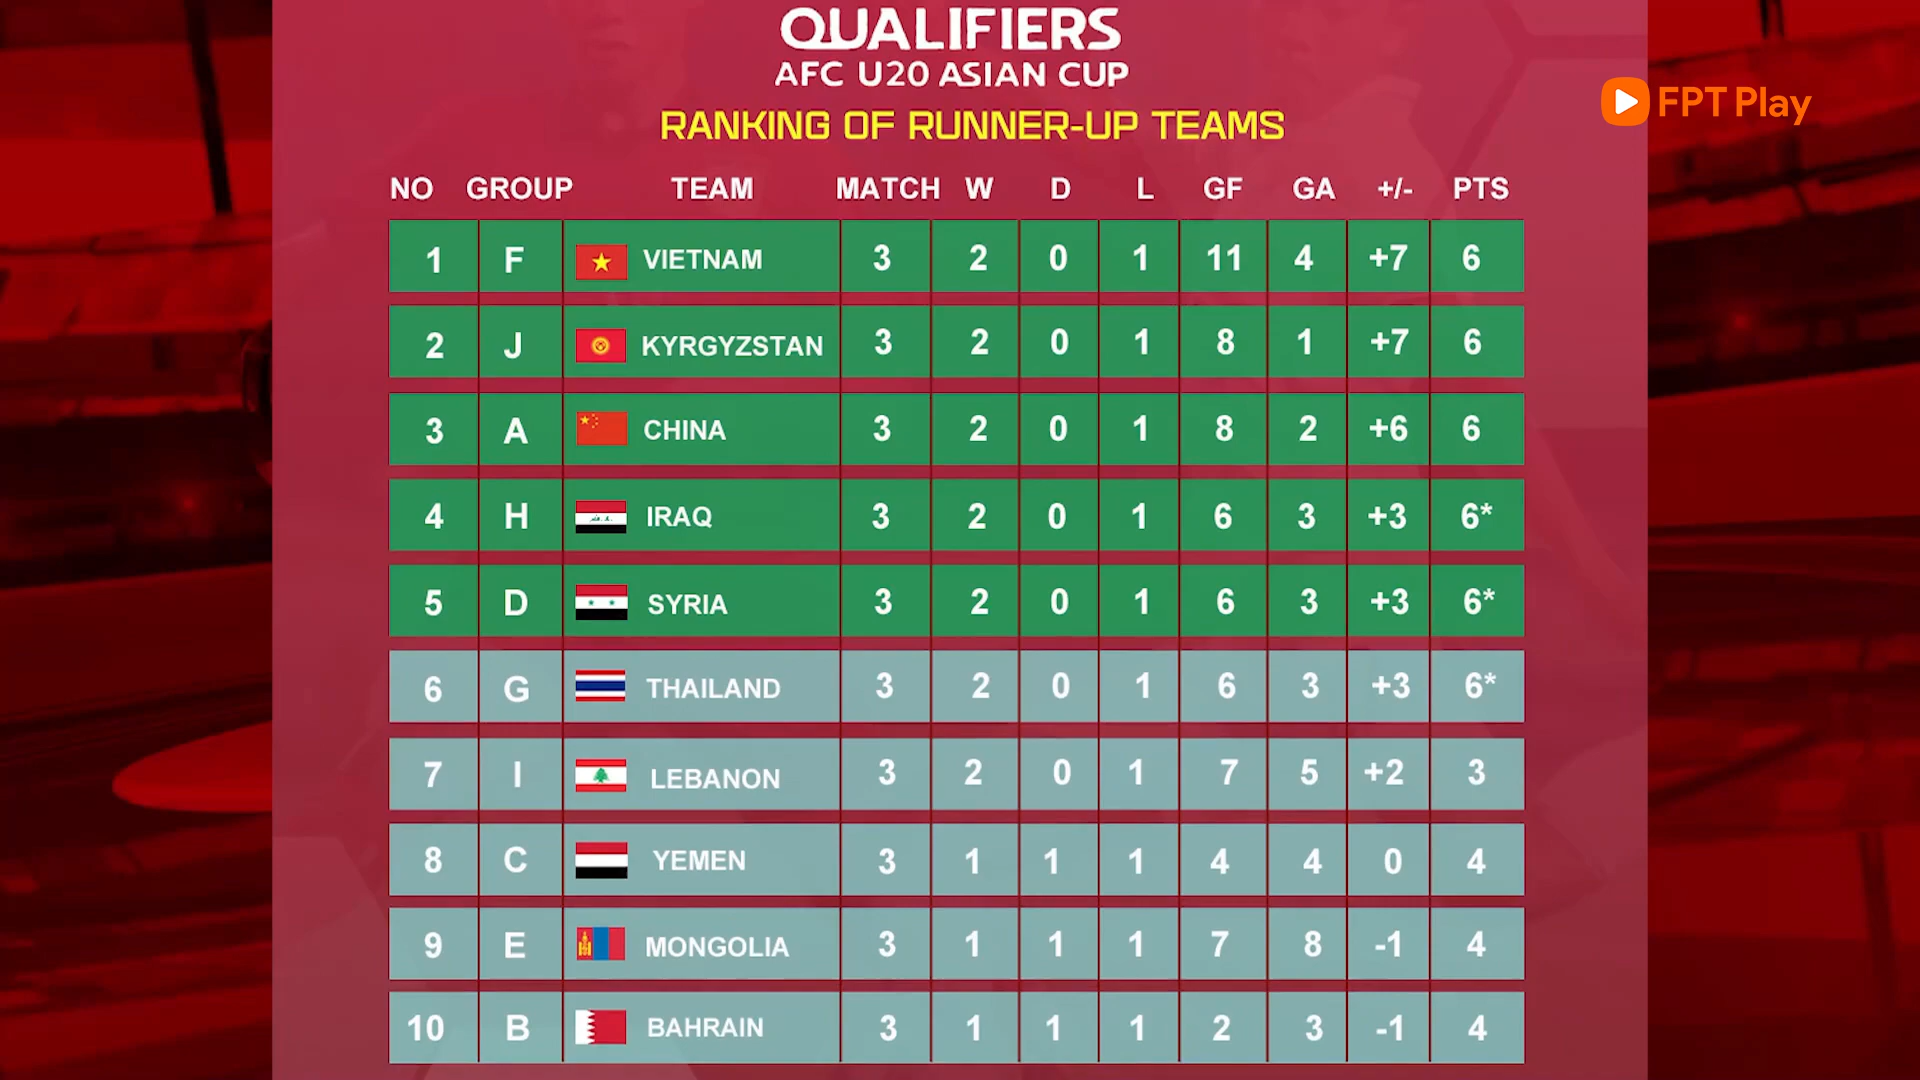 QUALIFIERS
AFC U20 ASIAN CUP
FPT Play
RANKING OF RUNNER-UP TEAMS
NO GROUP TEAM MATCH W D L GF GA +/- PTS
1 F VIETNAM 3 2 0 1 11 4 +7 6
2 J KYRGYZSTAN 3 2 0 1 8 1 +7 6
3 A CHINA 3 2 0 1 8 2 +6 6
4 H IRAQ 3 2 0 1 6 3 +3 6*
5 D SYRIA 3 2 0 1 6 3 +3 6*
6 G THAILAND 3 2 0 1 6 3 +3 6*
7 I LEBANON 3 2 0 1 7 5 +2 3
8 C YEMEN 3 1 1 1 4 4 0 4
9 E MONGOLIA 3 1 1 1 7 8 -1 4
10 B BAHRAIN 3 1 1 1 2 3 -1 4